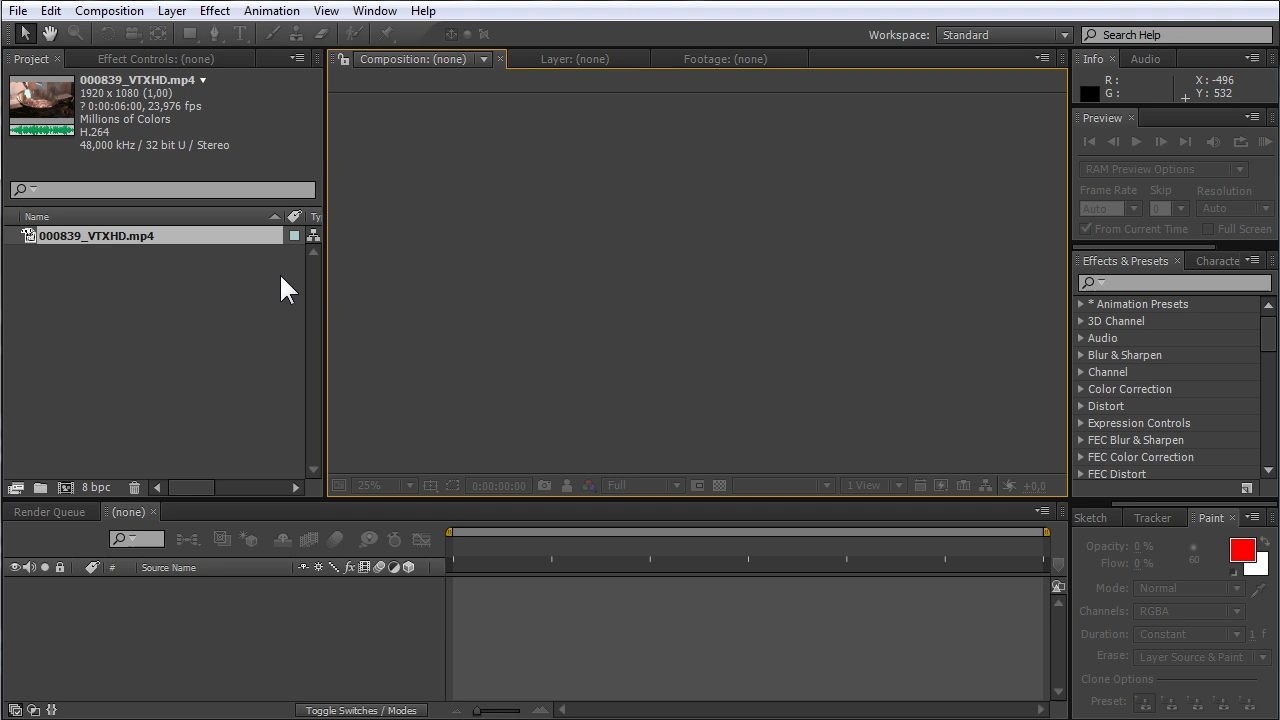 File Edit Composition Layer Effect Animation View Window Help
Workspace: Standard Search Help
Project Effect Controls: (none) Composition: (none) Layer: (none) Footage: (none) Info Audio
000839_VTXHD.mp4
1920 x 1080 (1,00)
? 0:00:06:00, 23,976 fps
Millions of Colors
H.264
48,000 kHz / 32 bit U / Stereo
Name Ty
000839_VTXHD.mp4
8 bpc
25% 0:00:00:00 Full 1 View +0,0
R : X : -496
G : Y : 532
Preview
RAM Preview Options
Frame Rate Skip Resolution
Auto 0 Auto
From Current Time Full Screen
Effects & Presets Characte
* Animation Presets
3D Channel
Audio
Blur & Sharpen
Channel
Color Correction
Distort
Expression Controls
FEC Blur & Sharpen
FEC Color Correction
FEC Distort
Render Queue (none)
# Source Name
Toggle Switches / Modes
Sketch Tracker Paint
Opacity: 0 %
Flow: 0 %
60
Mode: Normal
Channels: RGBA
Duration: Constant 1 f
Erase: Layer Source & Paint
Clone Options
Preset: